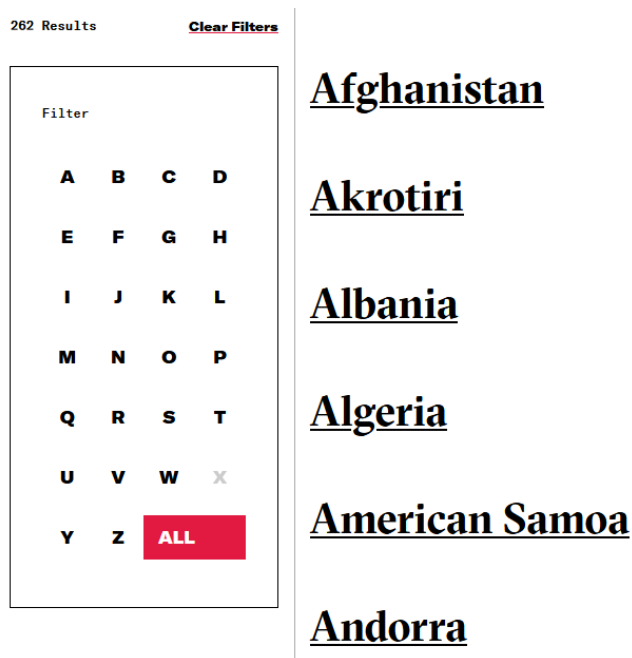 262 Results
Clear Filters
Filter
A B C D
E F G H
I J K L
M N O P
Q R S T
U V W X
Y Z ALL
Afghanistan
Akrotiri
Albania
Algeria
American Samoa
Andorra